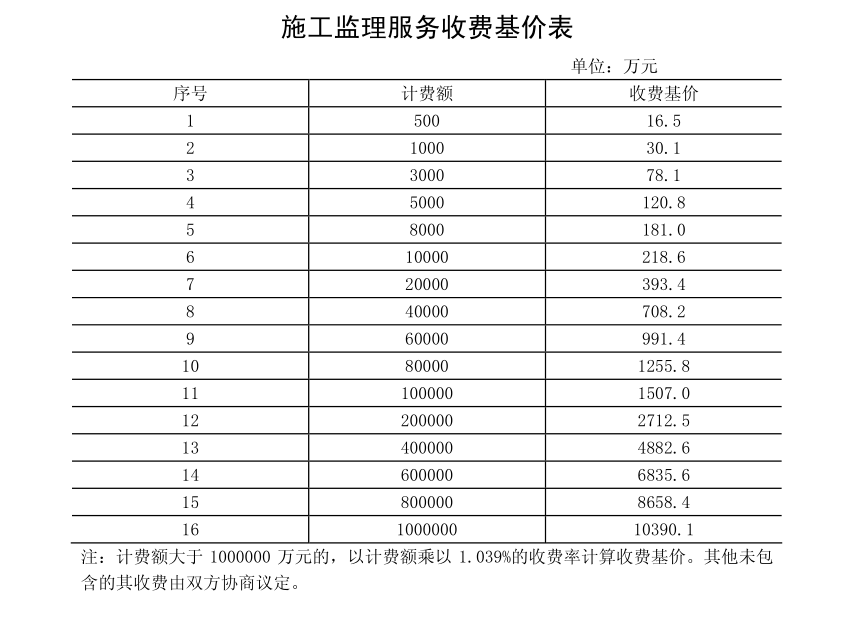 施工监理服务收费基价表
单位：万元
序号 计费额 收费基价
1 500 16.5
2 1000 30.1
3 3000 78.1
4 5000 120.8
5 8000 181.0
6 10000 218.6
7 20000 393.4
8 40000 708.2
9 60000 991.4
10 80000 1255.8
11 100000 1507.0
12 200000 2712.5
13 400000 4882.6
14 600000 6835.6
15 800000 8658.4
16 1000000 10390.1
注：计费额大于 1000000 万元的，以计费额乘以 1.039%的收费率计算收费基价。其他未包
含的其收费由双方协商议定。